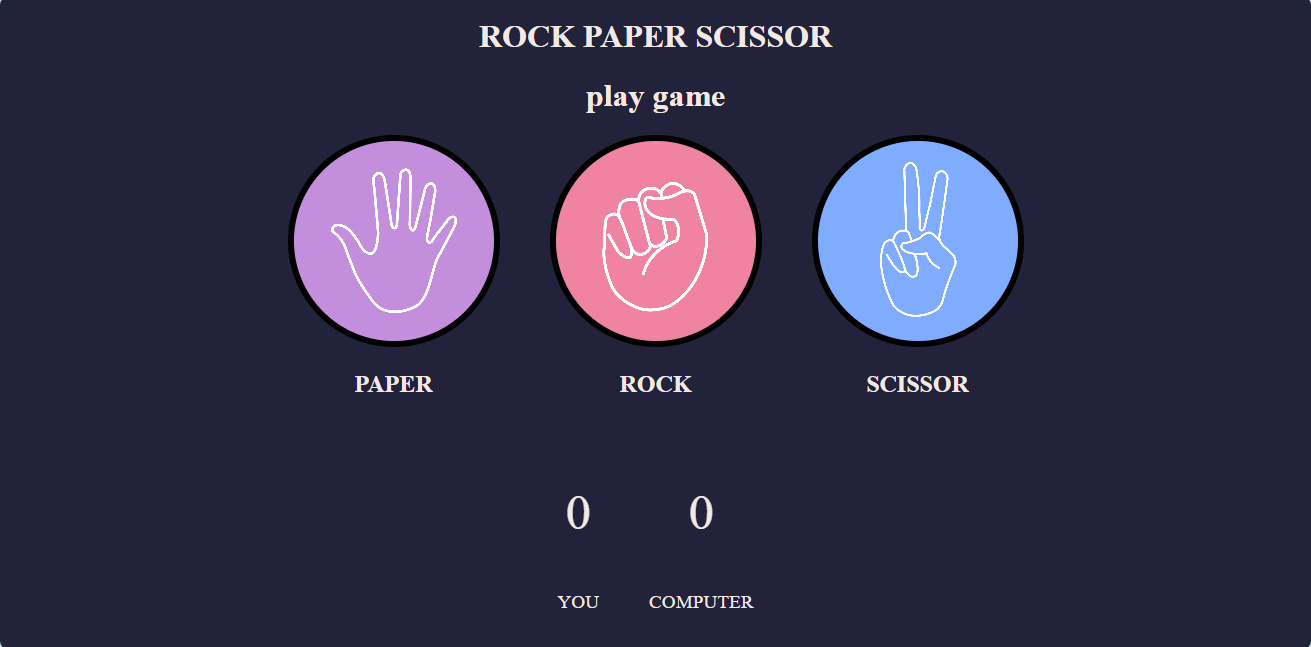 ROCK PAPER SCISSOR
play game
PAPER ROCK SCISSOR
0 0
YOU COMPUTER